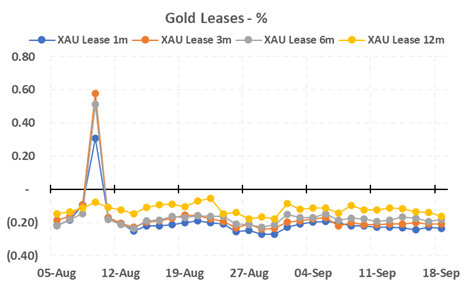 Gold Leases - %
XAU Lease 1m XAU Lease 3m XAU Lease 6m XAU Lease 12m
0.80
0.60
0.40
0.20
-
(0.20)
(0.40)
05-Aug 12-Aug 19-Aug 27-Aug 04-Sep 11-Sep 18-Sep